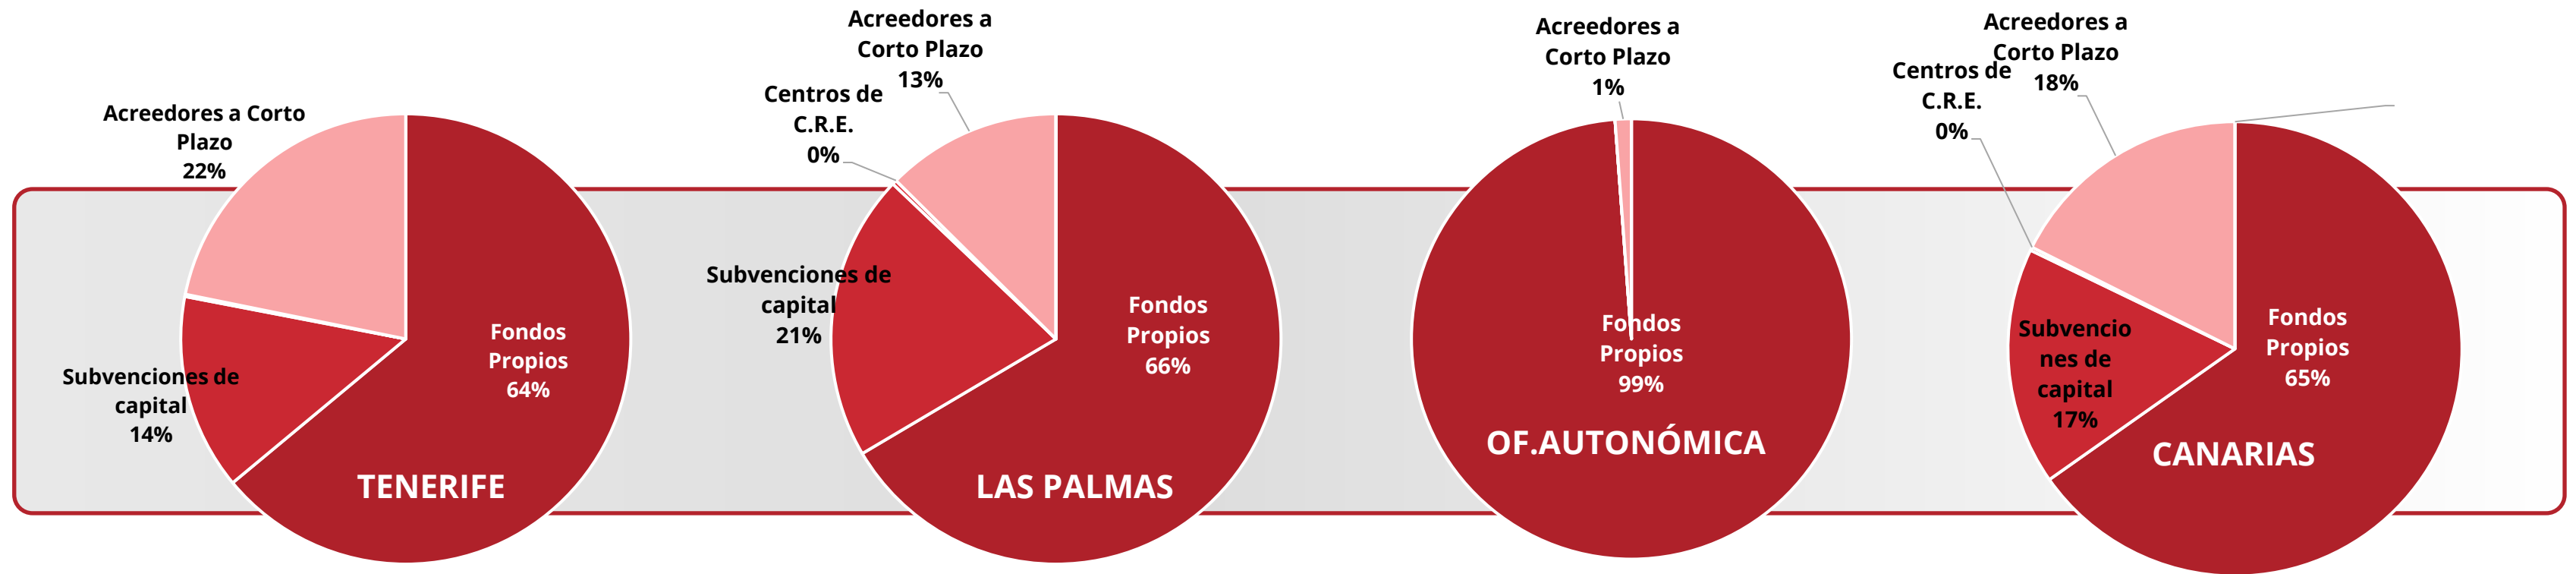 Acreedores a Corto
Plazo
22%
Subvenciones de
capital
14%
Fondos
Propios
64%
TENERIFE
Acreedores a
Corto Plazo
13%
Centros de
C.R.E.
0%
Subvenciones de
capital
21%
Fondos
Propios
66%
LAS PALMAS
Acreedores a
Corto Plazo
1%
Fondos
Propios
99%
OF.AUTONÓMICA
Acreedores a
Corto Plazo
18%
Centros de
C.R.E.
0%
Subvencio
nes de
capital
17%
Fondos
Propios
65%
CANARIAS